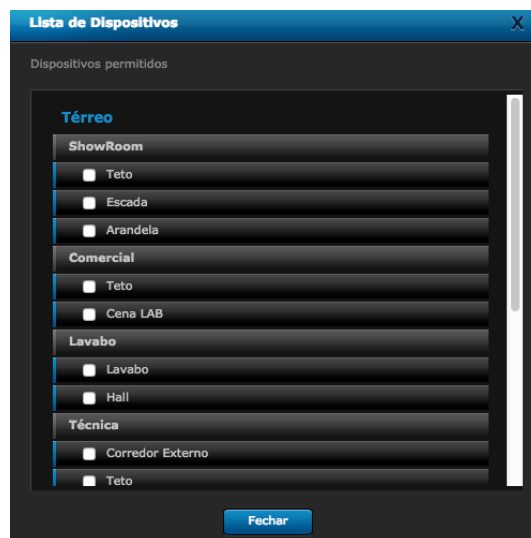 Lista de Dispositivos
X
Dispositivos permitidos
Térreo
ShowRoom
Teto
Escada
Arandela
Comercial
Teto
Cena LAB
Lavabo
Lavabo
Hall
Técnica
Corredor Externo
Teto
Fechar